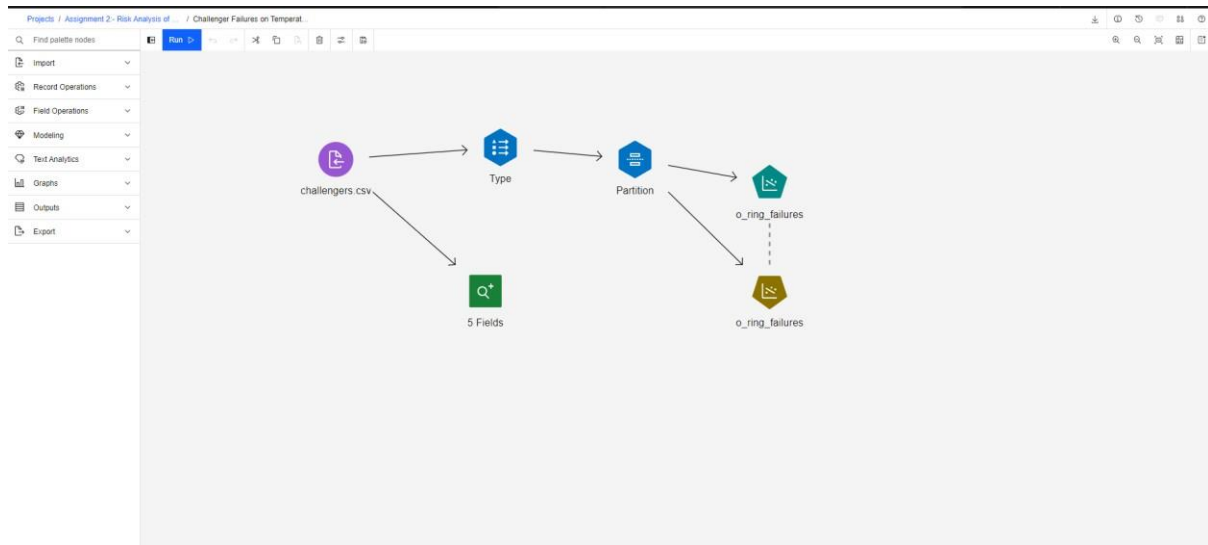 Projects / Assignment 2:- Risk Analysis of ... / Challenger Failures on Temperat...
Find palette nodes
Run
Import
Record Operations
Field Operations
Modeling
Text Analytics
Graphs
Outputs
Export
challengers.csv
Type
Partition
o_ring_failures
5 Fields
o_ring_failures